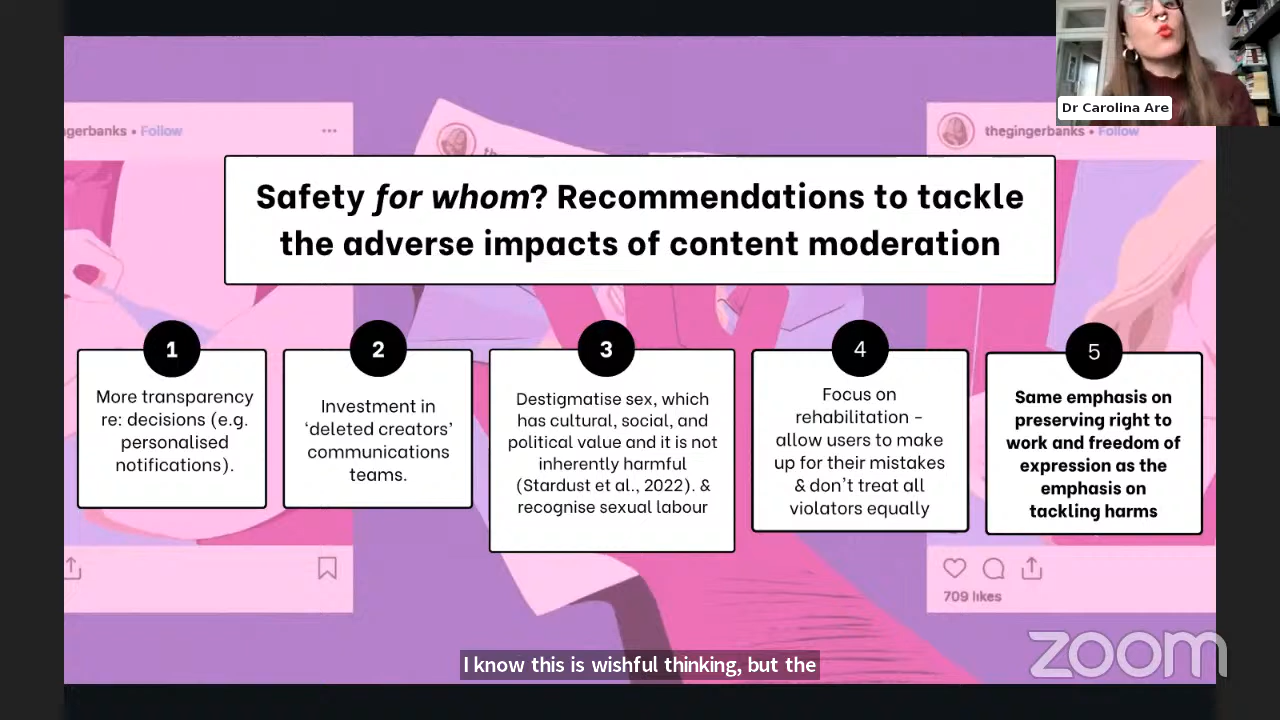 Dr Carolina Are
gerbanks • Follow
thegingerbanks • Follow
th
Safety for whom? Recommendations to tackle
the adverse impacts of content moderation
1
More transparency
re: decisions (e.g.
personalised
notifications).
2
Investment in
‘deleted creators’
communications
teams.
3
Destigmatise sex, which
has cultural, social, and
political value and it is not
inherently harmful
(Stardust et al., 2022). &
recognise sexual labour
4
Focus on
rehabilitation –
allow users to make
up for their mistakes
& don't treat all
violators equally
5
Same emphasis on
preserving right to
work and freedom of
expression as the
emphasis on
tackling harms
709 likes
zoom
I know this is wishful thinking, but the